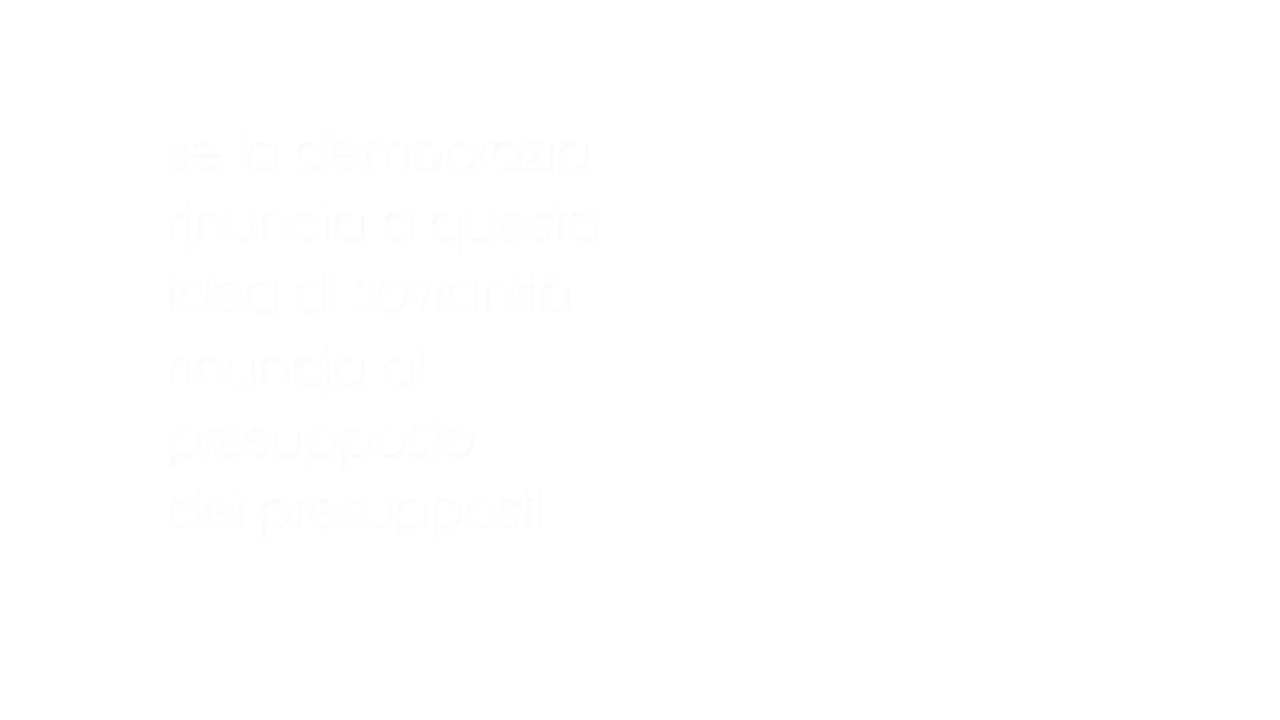 se la democrazia
rinuncia a questa
idea di sovranità
rinuncia al
presupposto
dei presupposti